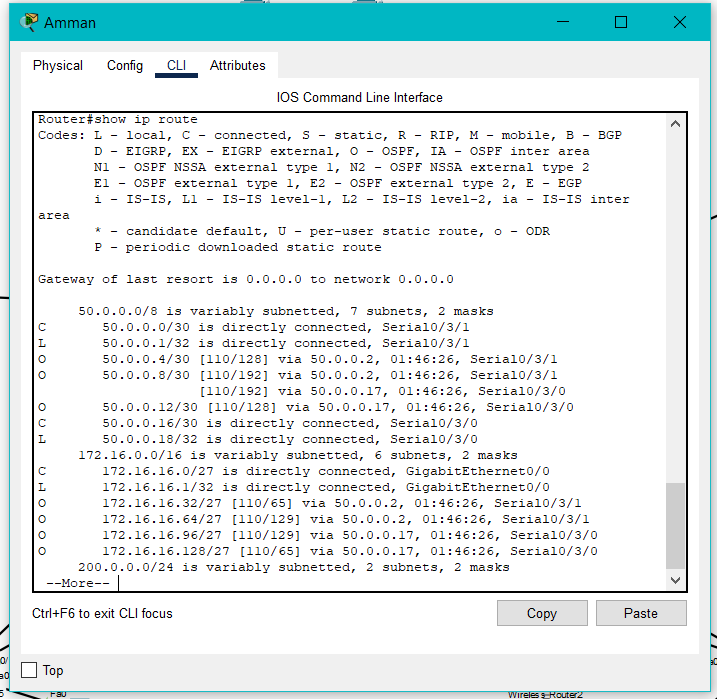 Amman
Physical Config CLI Attributes
IOS Command Line Interface
Router#show ip route
Codes: L - local, C - connected, S - static, R - RIP, M - mobile, B - BGP
D - EIGRP, EX - EIGRP external, O - OSPF, IA - OSPF inter area
N1 - OSPF NSSA external type 1, N2 - OSPF NSSA external type 2
E1 - OSPF external type 1, E2 - OSPF external type 2, E - EGP
i - IS-IS, L1 - IS-IS level-1, L2 - IS-IS level-2, ia - IS-IS inter
area
* - candidate default, U - per-user static route, o - ODR
P - periodic downloaded static route
Gateway of last resort is 0.0.0.0 to network 0.0.0.0
50.0.0.0/8 is variably subnetted, 7 subnets, 2 masks
C 50.0.0.0/30 is directly connected, Serial0/3/1
L 50.0.0.1/32 is directly connected, Serial0/3/1
O 50.0.0.4/30 [110/128] via 50.0.0.2, 01:46:26, Serial0/3/1
O 50.0.0.8/30 [110/192] via 50.0.0.2, 01:46:26, Serial0/3/1
[110/192] via 50.0.0.17, 01:46:26, Serial0/3/0
O 50.0.0.12/30 [110/128] via 50.0.0.17, 01:46:26, Serial0/3/0
C 50.0.0.16/30 is directly connected, Serial0/3/0
L 50.0.0.18/32 is directly connected, Serial0/3/0
172.16.0.0/16 is variably subnetted, 6 subnets, 2 masks
C 172.16.16.0/27 is directly connected, GigabitEthernet0/0
L 172.16.16.1/32 is directly connected, GigabitEthernet0/0
O 172.16.16.32/27 [110/65] via 50.0.0.2, 01:46:26, Serial0/3/1
O 172.16.16.64/27 [110/129] via 50.0.0.2, 01:46:26, Serial0/3/1
O 172.16.16.96/27 [110/129] via 50.0.0.17, 01:46:26, Serial0/3/0
O 172.16.16.128/27 [110/65] via 50.0.0.17, 01:46:26, Serial0/3/0
200.0.0.0/24 is variably subnetted, 2 subnets, 2 masks
--More--
Ctrl+F6 to exit CLI focus
Copy Paste
Top
Fa0
Wireless_Router2